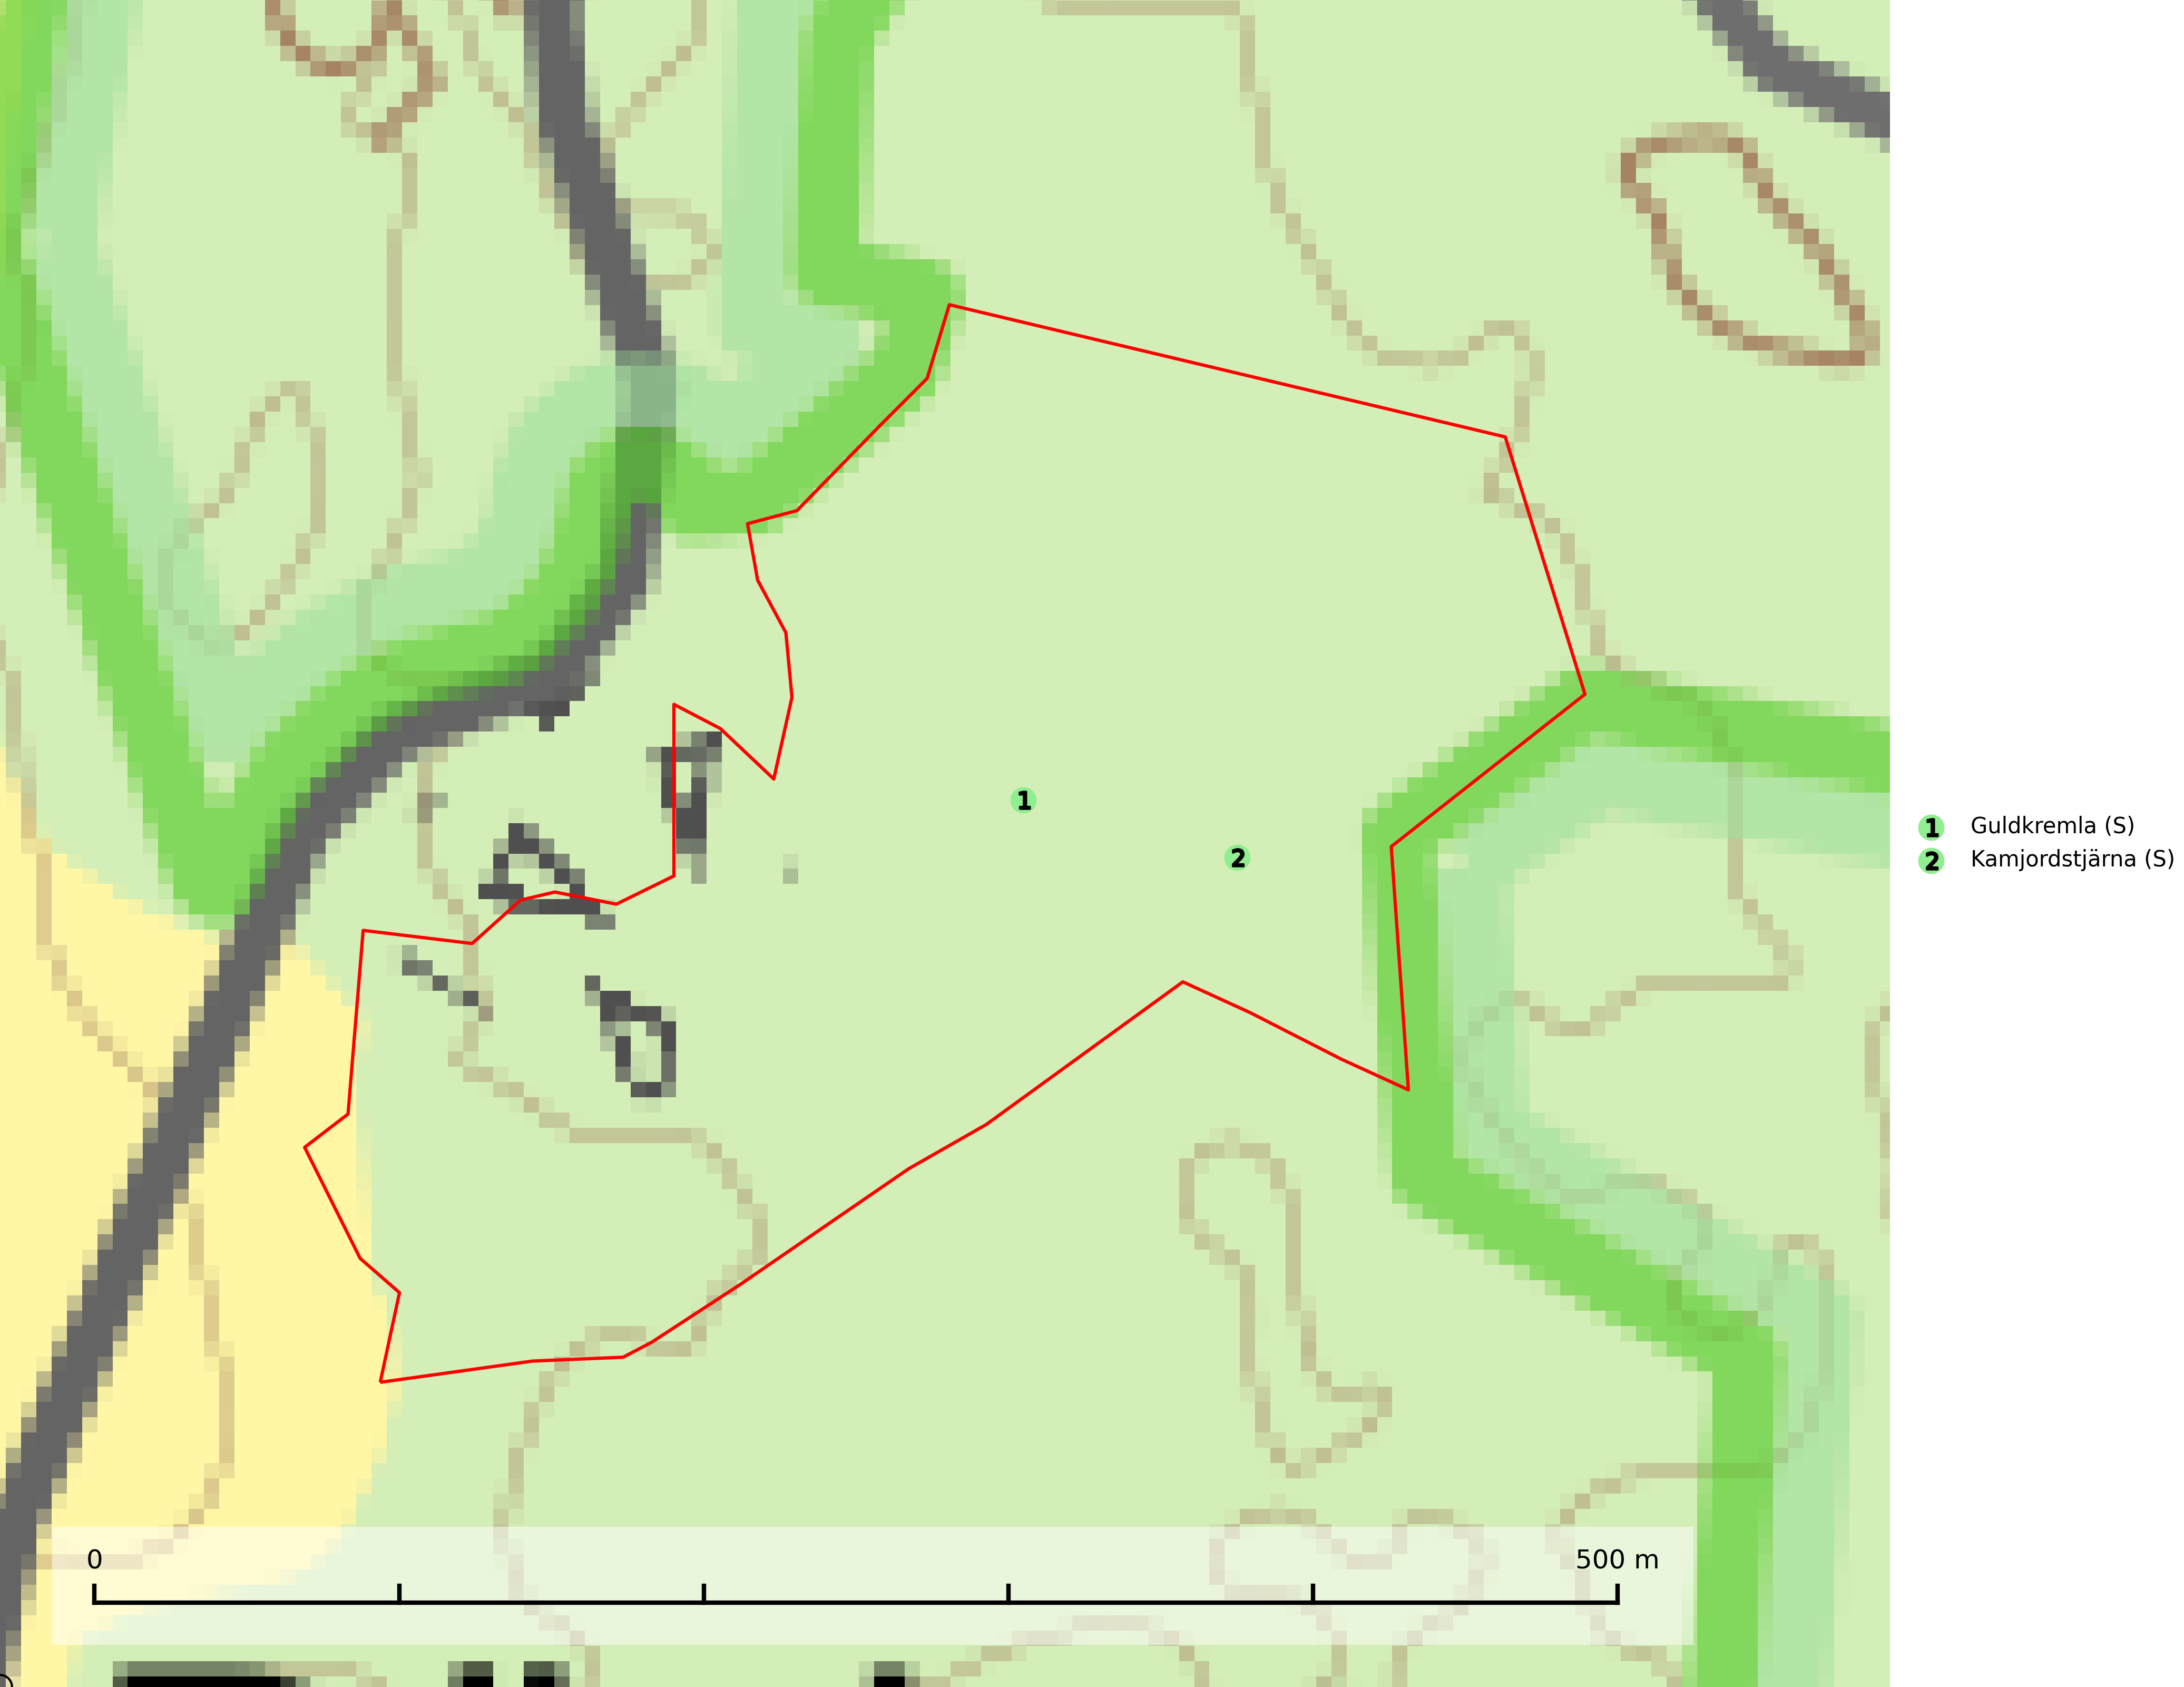 1
2
1 Guldkremla (S)
2 Kamjordstjärna (S)
0 500 m